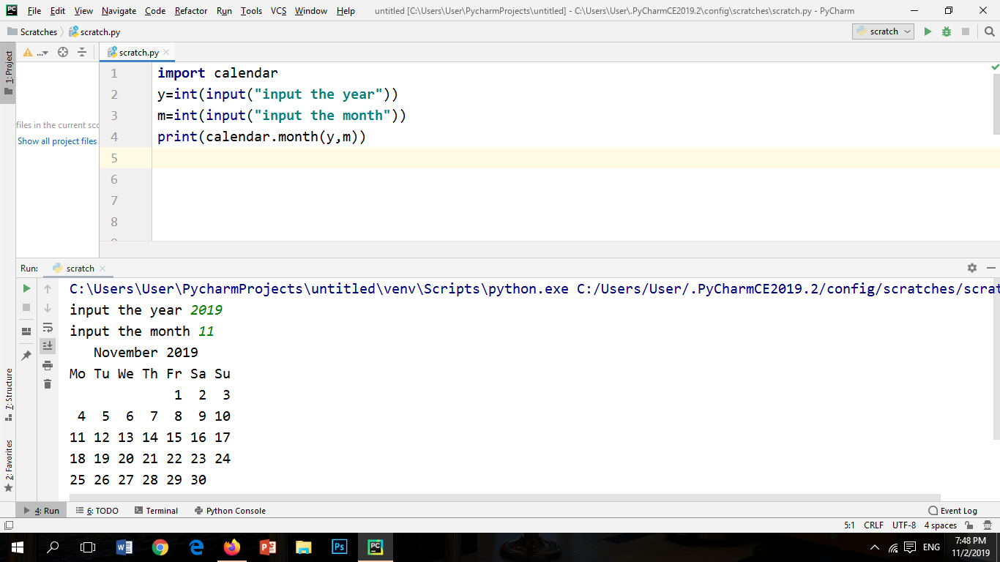 File Edit View Navigate Code Refactor Run Tools VCS Window Help untitled [C:\Users\User\PycharmProjects\untitled] - C:\Users\User\.PyCharmCE2019.2\config\scratches\scratch.py - PyCharm
Scratches scratch.py scratch
1: Project
... scratch.py
files in the current sco
Show all project files
1 import calendar
2 y=int(input("input the year"))
3 m=int(input("input the month"))
4 print(calendar.month(y,m))
5
6
7
8
Run: scratch
C:\Users\User\PycharmProjects\untitled\venv\Scripts\python.exe C:/Users/User/.PyCharmCE2019.2/config/scratches/scrat
input the year 2019
input the month 11
November 2019
Mo Tu We Th Fr Sa Su
1 2 3
4 5 6 7 8 9 10
11 12 13 14 15 16 17
18 19 20 21 22 23 24
25 26 27 28 29 30
7: Structure
2: Favorites
4: Run 6: TODO Terminal Python Console Event Log
5:1 CRLF UTF-8 4 spaces
ENG 7:48 PM
11/2/2019
PC
W
P
Ps
PC